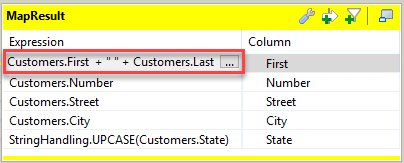 MapResult
Expression Column
Customers.First + " " + Customers.Last ... First
Customers.Number Number
Customers.Street Street
Customers.City City
StringHandling.UPCASE(Customers.State) State